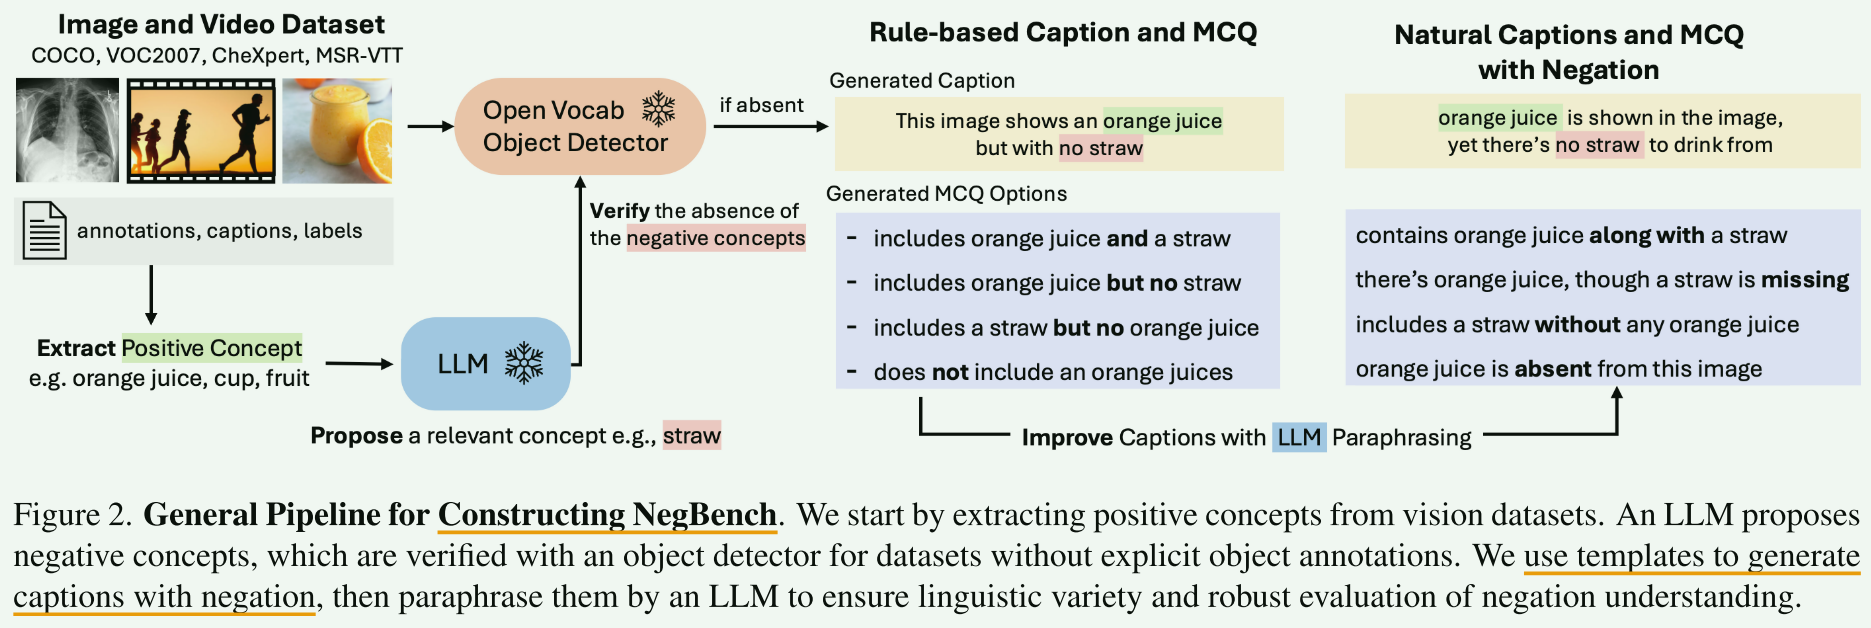 Image and Video Dataset
COCO, VOC2007, CheXpert, MSR-VTT
annotations, captions, labels
Extract Positive Concept
e.g. orange juice, cup, fruit
LLM
Propose a relevant concept e.g., straw
Open Vocab
Object Detector
Verify the absence of
the negative concepts
if absent
Rule-based Caption and MCQ
Generated Caption
This image shows an orange juice
but with no straw
Generated MCQ Options
- includes orange juice and a straw
- includes orange juice but no straw
- includes a straw but no orange juice
- does not include an orange juices
Improve Captions with LLM Paraphrasing
Natural Captions and MCQ
with Negation
orange juice is shown in the image,
yet there's no straw to drink from
contains orange juice along with a straw
there's orange juice, though a straw is missing
includes a straw without any orange juice
orange juice is absent from this image
Figure 2. General Pipeline for Constructing NegBench. We start by extracting positive concepts from vision datasets. An LLM proposes
negative concepts, which are verified with an object detector for datasets without explicit object annotations. We use templates to generate
captions with negation, then paraphrase them by an LLM to ensure linguistic variety and robust evaluation of negation understanding.